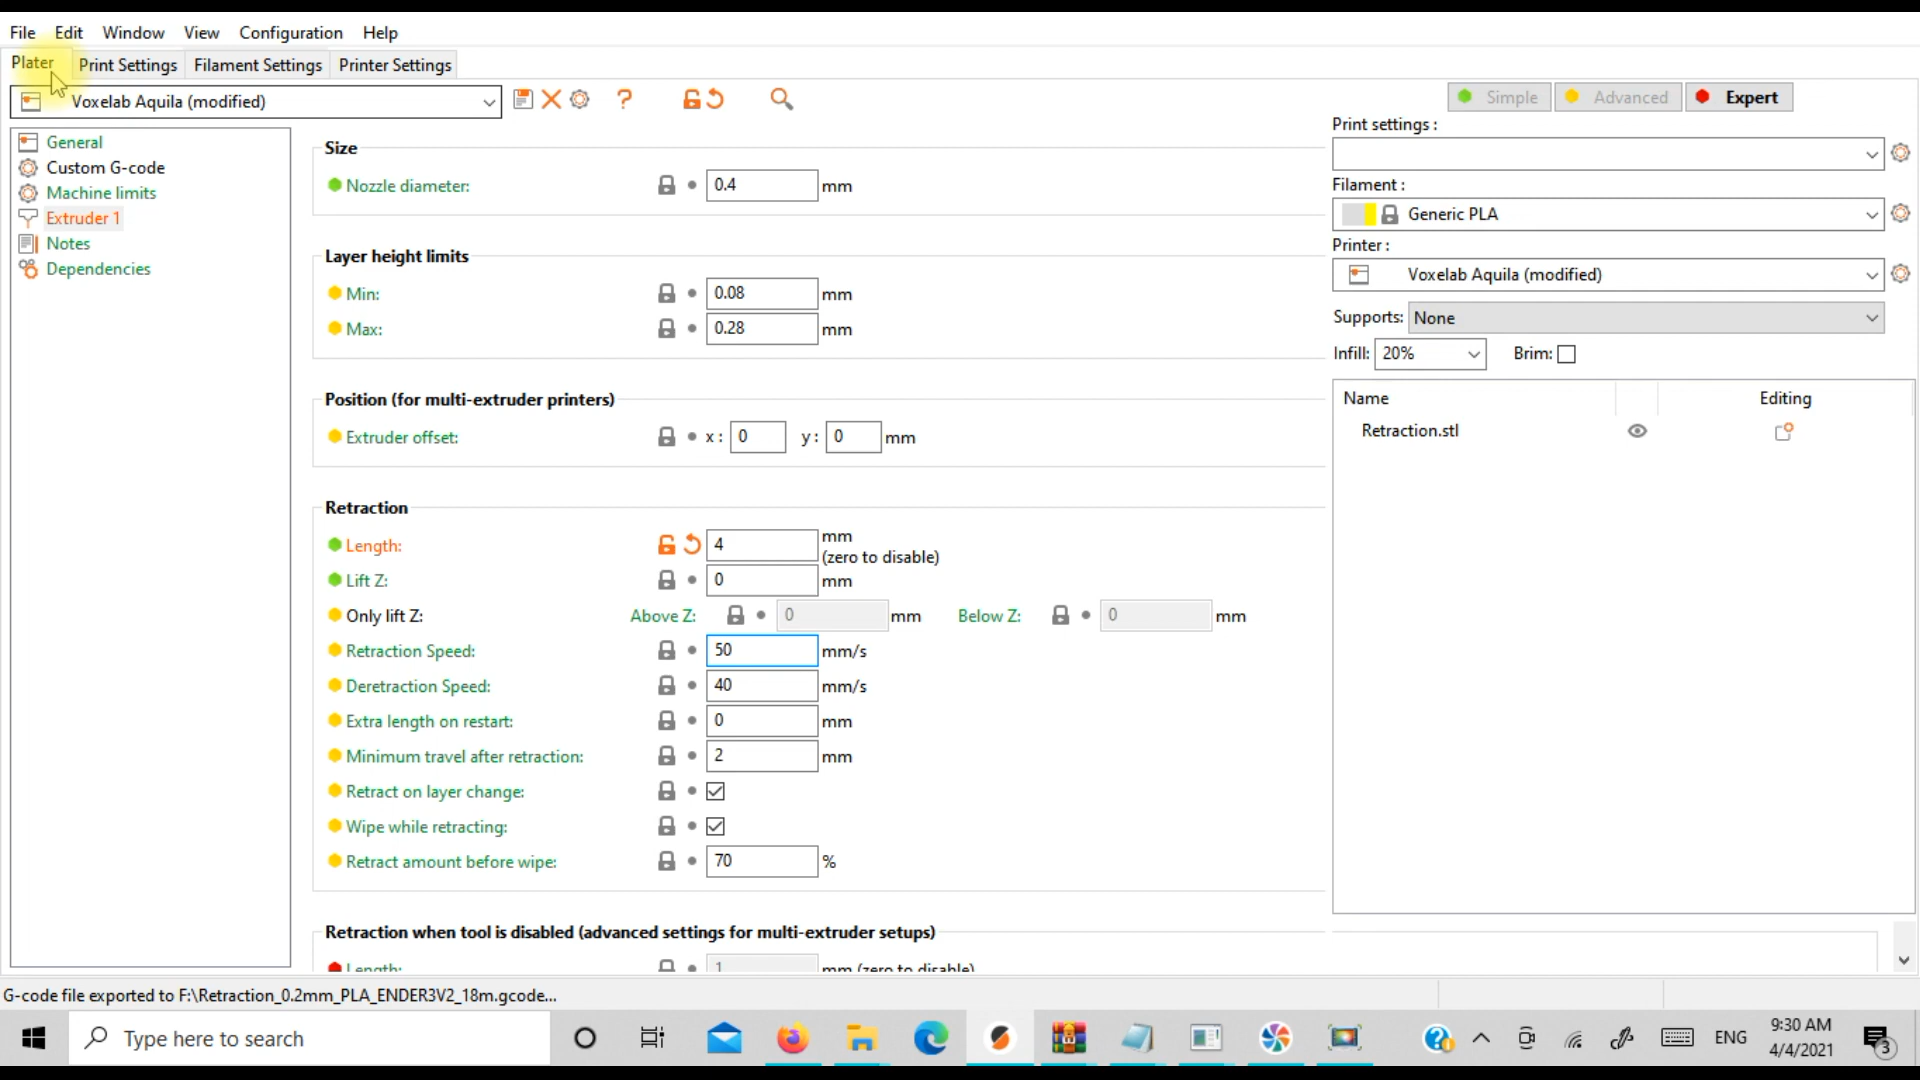 File Edit Window View Configuration Help
Plater Print Settings Filament Settings Printer Settings
Voxelab Aquila (modified)
Simple Advanced Expert
General
Custom G-code
Machine limits
Extruder 1
Notes
Dependencies
Size
Nozzle diameter: 0.4 mm
Layer height limits
Min: 0.08 mm
Max: 0.28 mm
Position (for multi-extruder printers)
Extruder offset: x: 0 y: 0 mm
Retraction
Length: 4 mm
(zero to disable)
Lift Z: 0 mm
Only lift Z: Above Z: 0 mm Below Z: 0 mm
Retraction Speed: 50 mm/s
Deretraction Speed: 40 mm/s
Extra length on restart: 0 mm
Minimum travel after retraction: 2 mm
Retract on layer change:
Wipe while retracting:
Retract amount before wipe: 70 %
Retraction when tool is disabled (advanced settings for multi-extruder setups)
Length: 1 mm (zero to disable)
Print settings :
Filament :
Generic PLA
Printer :
Voxelab Aquila (modified)
Supports: None
Infill: 20% Brim:
Name Editing
Retraction.stl
G-code file exported to F:\Retraction_0.2mm_PLA_ENDER3V2_18m.gcode...
Type here to search
ENG
9:30 AM
4/4/2021
3